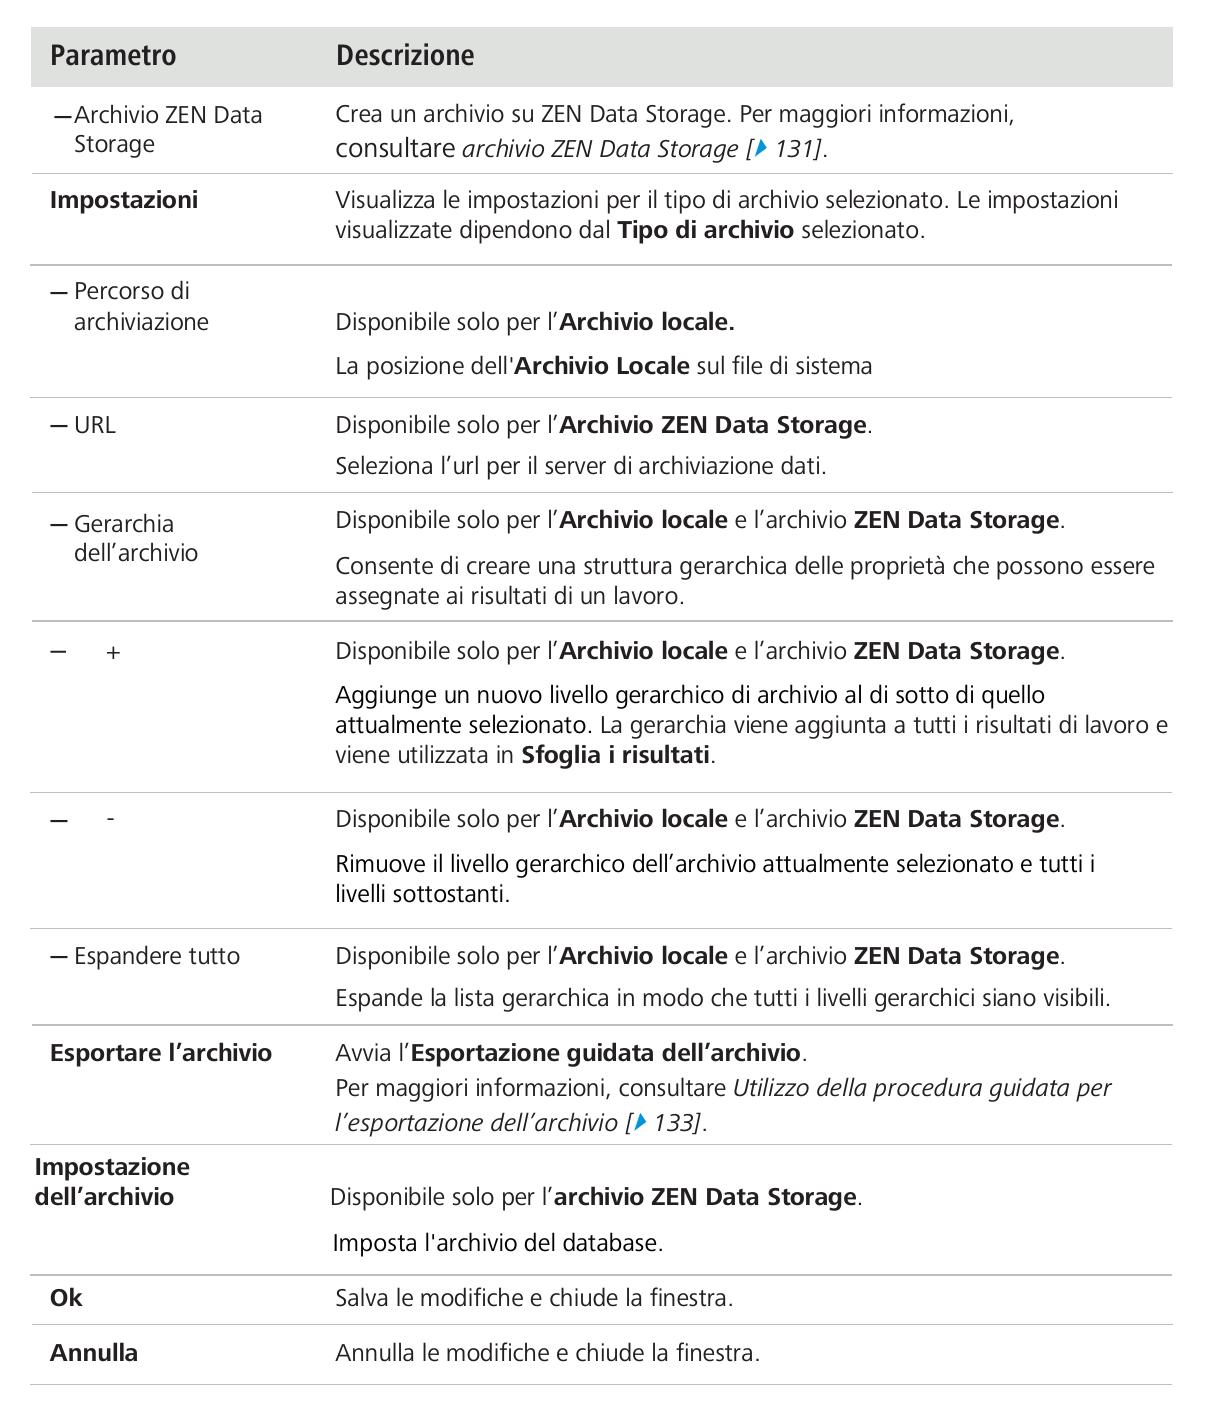 Parametro Descrizione
—Archivio ZEN Data Crea un archivio su ZEN Data Storage. Per maggiori informazioni,
Storage consultare archivio ZEN Data Storage [▶ 131].
Impostazioni Visualizza le impostazioni per il tipo di archivio selezionato. Le impostazioni
visualizzate dipendono dal Tipo di archivio selezionato.
— Percorso di
archiviazione Disponibile solo per l’Archivio locale.
La posizione dell'Archivio Locale sul file di sistema
— URL Disponibile solo per l’Archivio ZEN Data Storage.
Seleziona l’url per il server di archiviazione dati.
— Gerarchia Disponibile solo per l’Archivio locale e l’archivio ZEN Data Storage.
dell’archivio
Consente di creare una struttura gerarchica delle proprietà che possono essere
assegnate ai risultati di un lavoro.
— + Disponibile solo per l’Archivio locale e l’archivio ZEN Data Storage.
Aggiunge un nuovo livello gerarchico di archivio al di sotto di quello
attualmente selezionato. La gerarchia viene aggiunta a tutti i risultati di lavoro e
viene utilizzata in Sfoglia i risultati.
— - Disponibile solo per l’Archivio locale e l’archivio ZEN Data Storage.
Rimuove il livello gerarchico dell’archivio attualmente selezionato e tutti i
livelli sottostanti.
— Espandere tutto Disponibile solo per l’Archivio locale e l’archivio ZEN Data Storage.
Espande la lista gerarchica in modo che tutti i livelli gerarchici siano visibili.
Esportare l’archivio Avvia l’Esportazione guidata dell’archivio.
Per maggiori informazioni, consultare Utilizzo della procedura guidata per
l’esportazione dell’archivio [▶ 133].
Impostazione
dell’archivio Disponibile solo per l’archivio ZEN Data Storage.
Imposta l'archivio del database.
Ok Salva le modifiche e chiude la finestra.
Annulla Annulla le modifiche e chiude la finestra.